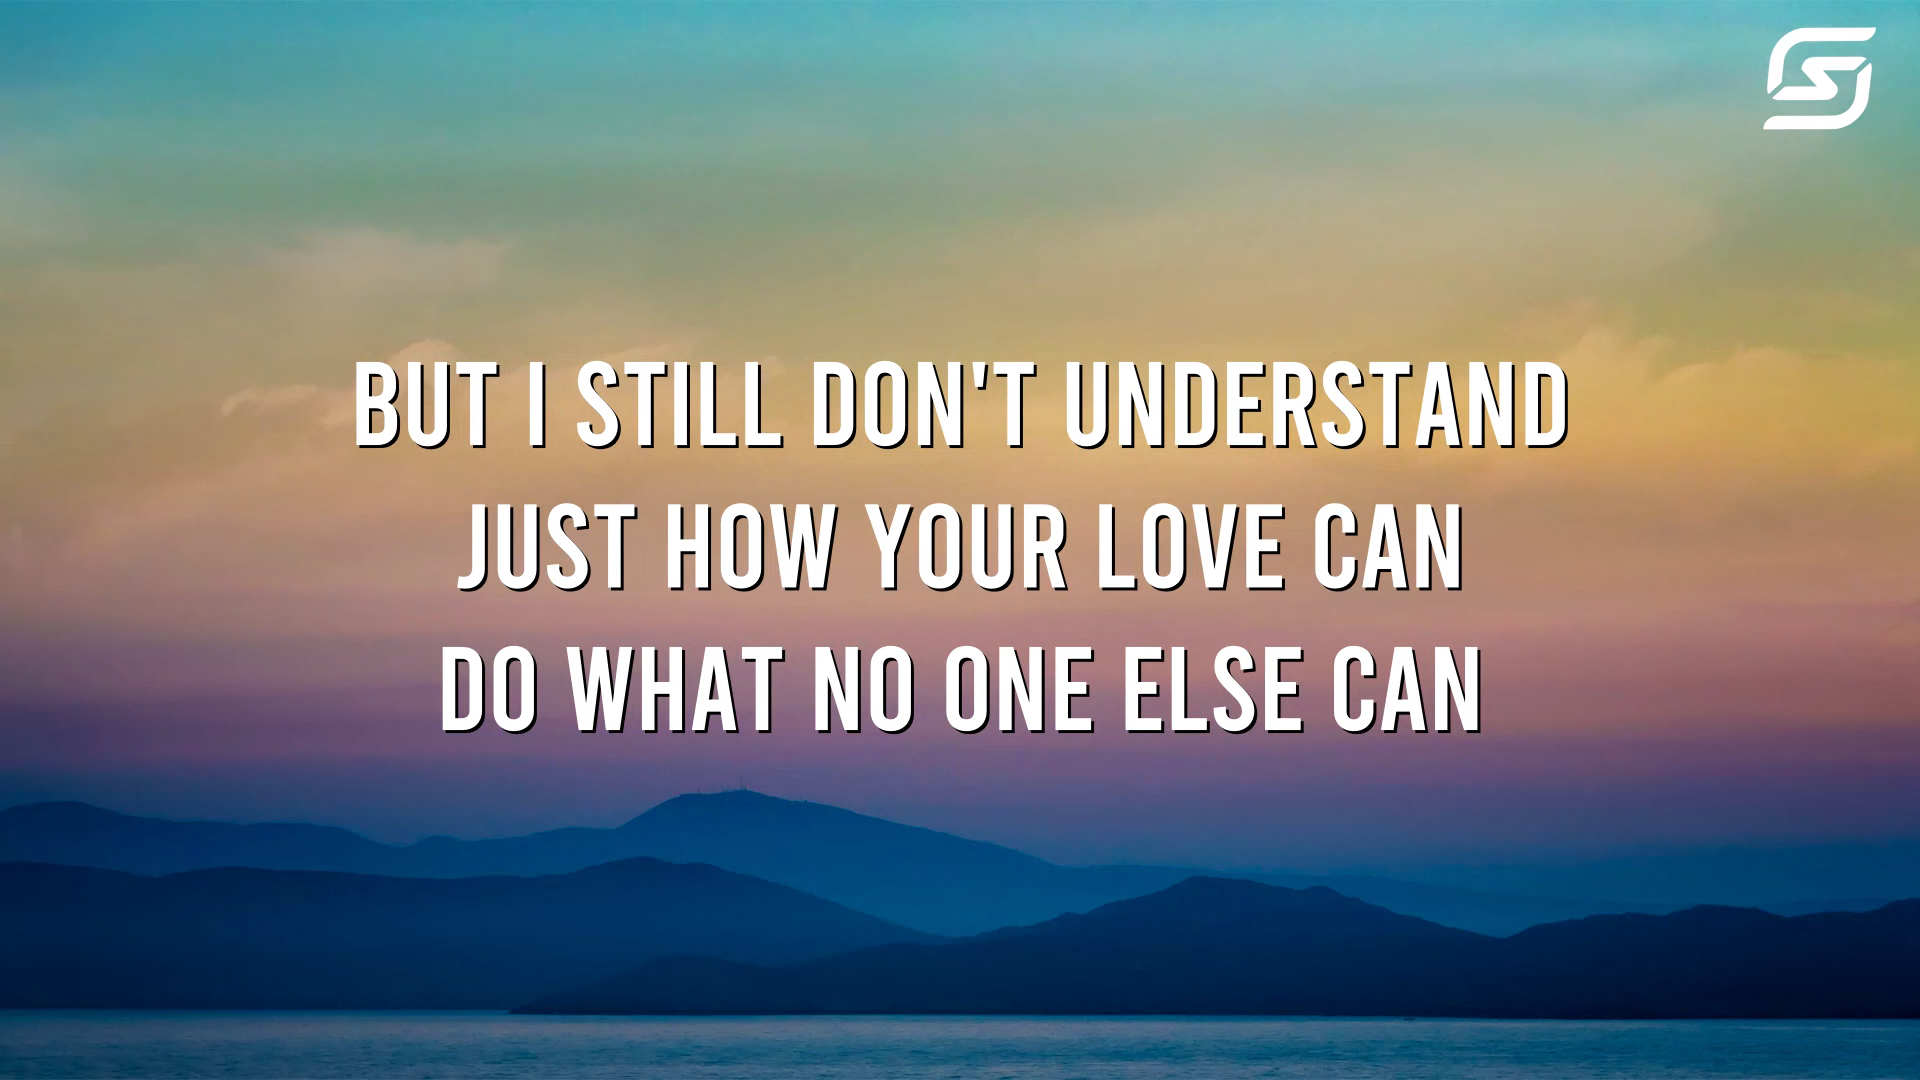 BUT I STILL DON'T UNDERSTAND
JUST HOW YOUR LOVE CAN
DO WHAT NO ONE ELSE CAN